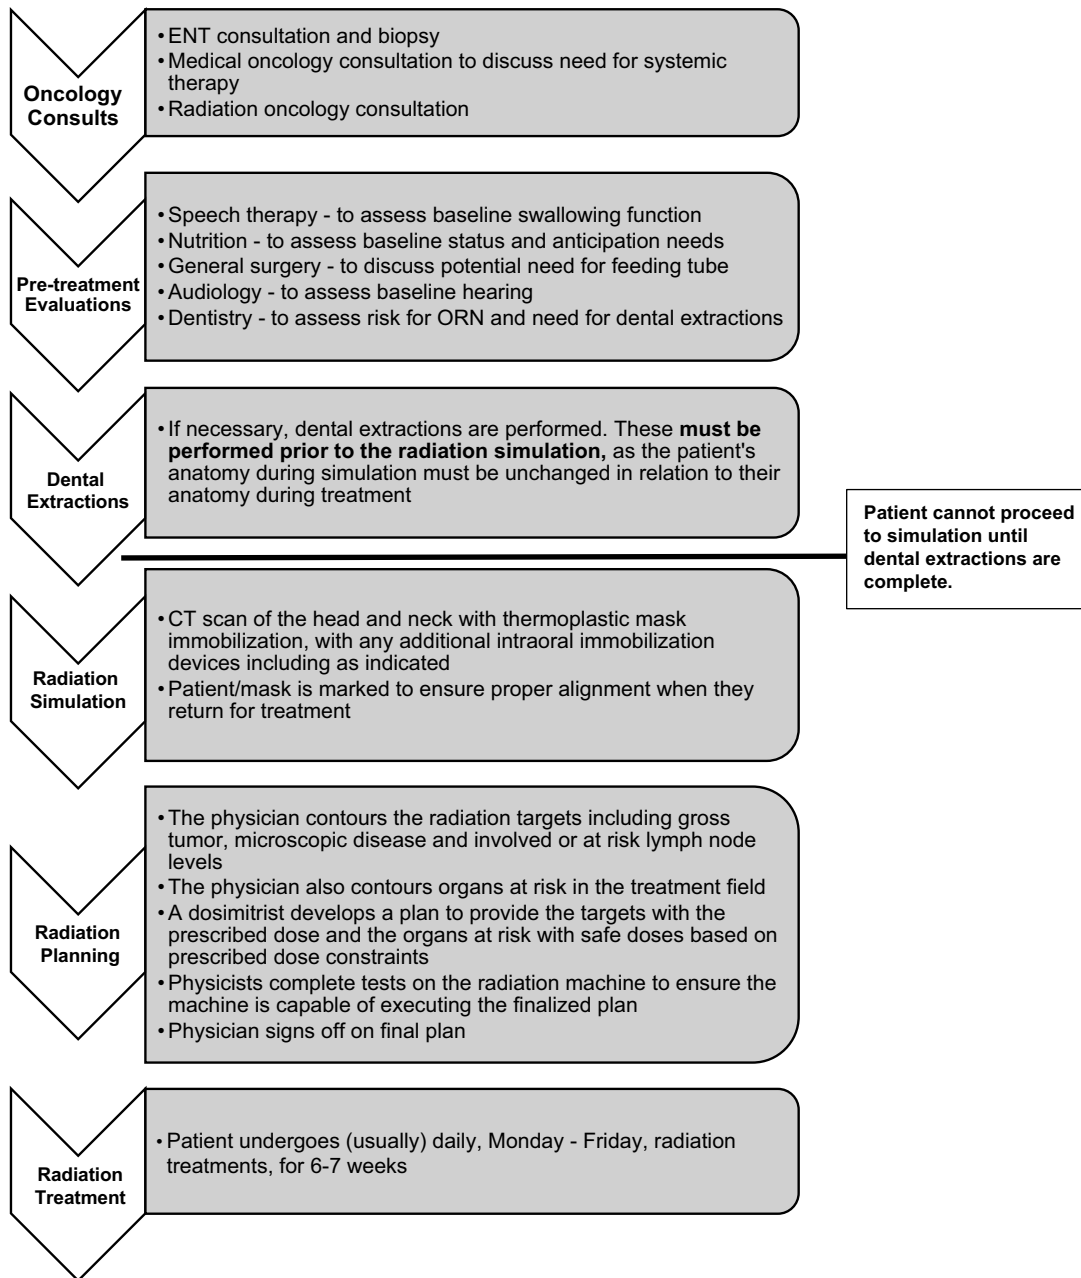 Oncology
Consults
• ENT consultation and biopsy
• Medical oncology consultation to discuss need for systemic
therapy
• Radiation oncology consultation
Pre-treatment
Evaluations
• Speech therapy - to assess baseline swallowing function
• Nutrition - to assess baseline status and anticipation needs
• General surgery - to discuss potential need for feeding tube
• Audiology - to assess baseline hearing
• Dentistry - to assess risk for ORN and need for dental extractions
Dental
Extractions
• If necessary, dental extractions are performed. These must be
performed prior to the radiation simulation, as the patient's
anatomy during simulation must be unchanged in relation to their
anatomy during treatment
Patient cannot proceed
to simulation until
dental extractions are
complete.
Radiation
Simulation
• CT scan of the head and neck with thermoplastic mask
immobilization, with any additional intraoral immobilization
devices including as indicated
• Patient/mask is marked to ensure proper alignment when they
return for treatment
Radiation
Planning
• The physician contours the radiation targets including gross
tumor, microscopic disease and involved or at risk lymph node
levels
• The physician also contours organs at risk in the treatment field
• A dosimitrist develops a plan to provide the targets with the
prescribed dose and the organs at risk with safe doses based on
prescribed dose constraints
• Physicists complete tests on the radiation machine to ensure the
machine is capable of executing the finalized plan
• Physician signs off on final plan
Radiation
Treatment
• Patient undergoes (usually) daily, Monday - Friday, radiation
treatments, for 6-7 weeks